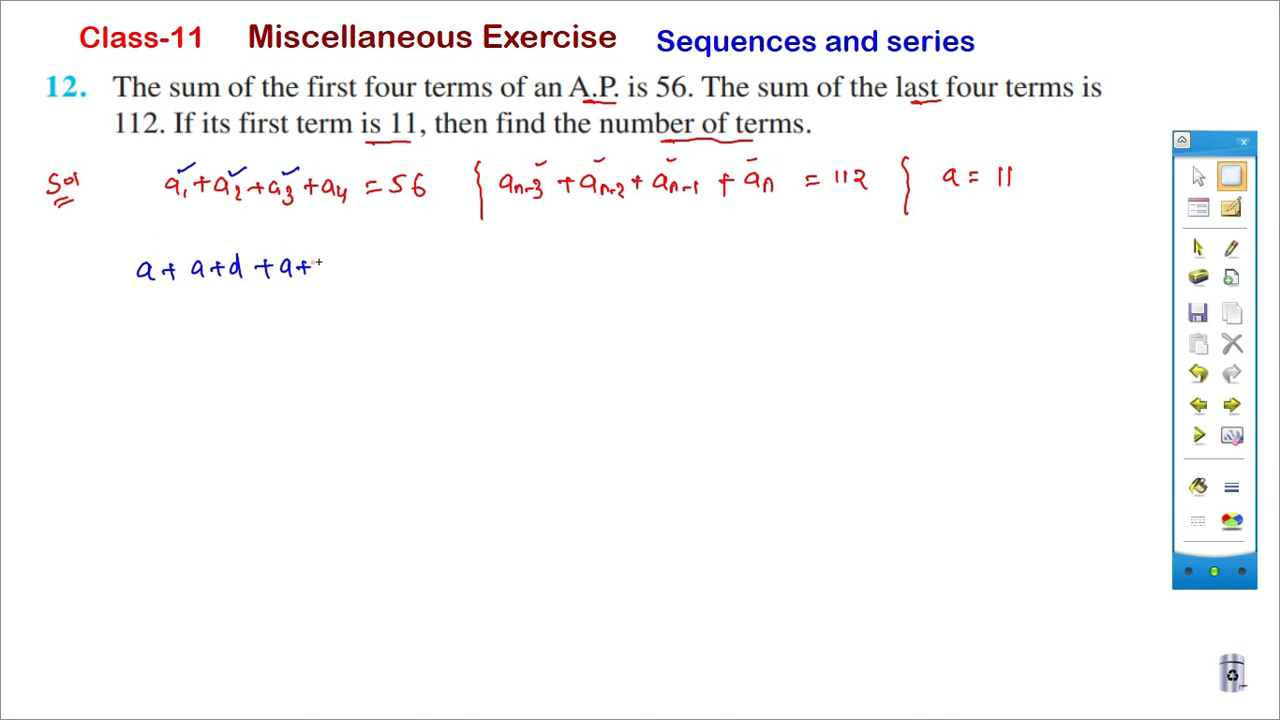 Class-11 Miscellaneous Exercise Sequences and series
12. The sum of the first four terms of an A.P. is 56. The sum of the last four terms is
112. If its first term is 11, then find the number of terms.
Sol a₁ + a₂ + a₃ + a₄ = 56 { aₙ₋₃ + aₙ₋₂ + aₙ₋₁ + aₙ = 112 } a = 11
a + a+d + a+